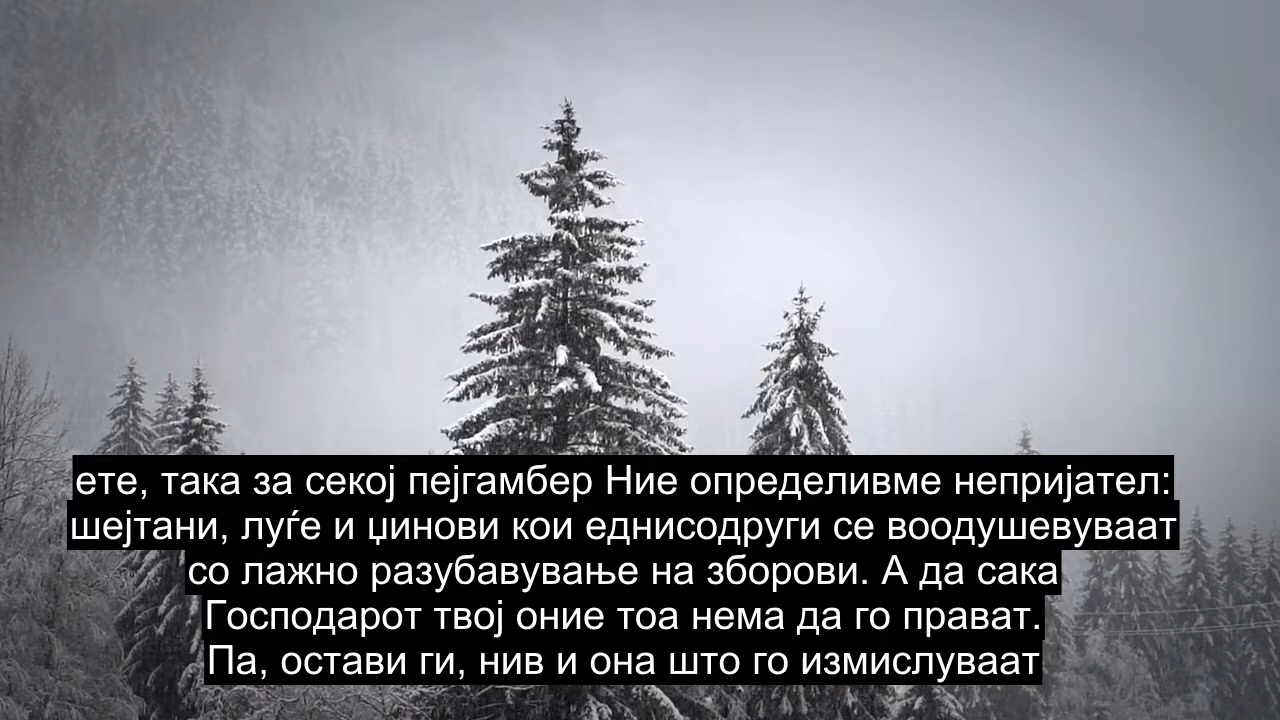 ете, така за секој пејгамбер Ние определивме непријател:
шејтани, луѓе и џинови кои еднисодруги се воодушевуваат
со лажно разубавување на зборови. А да сака
Господарот твој оние тоа нема да го прават.
Па, остави ги, нив и она што го измислуваат